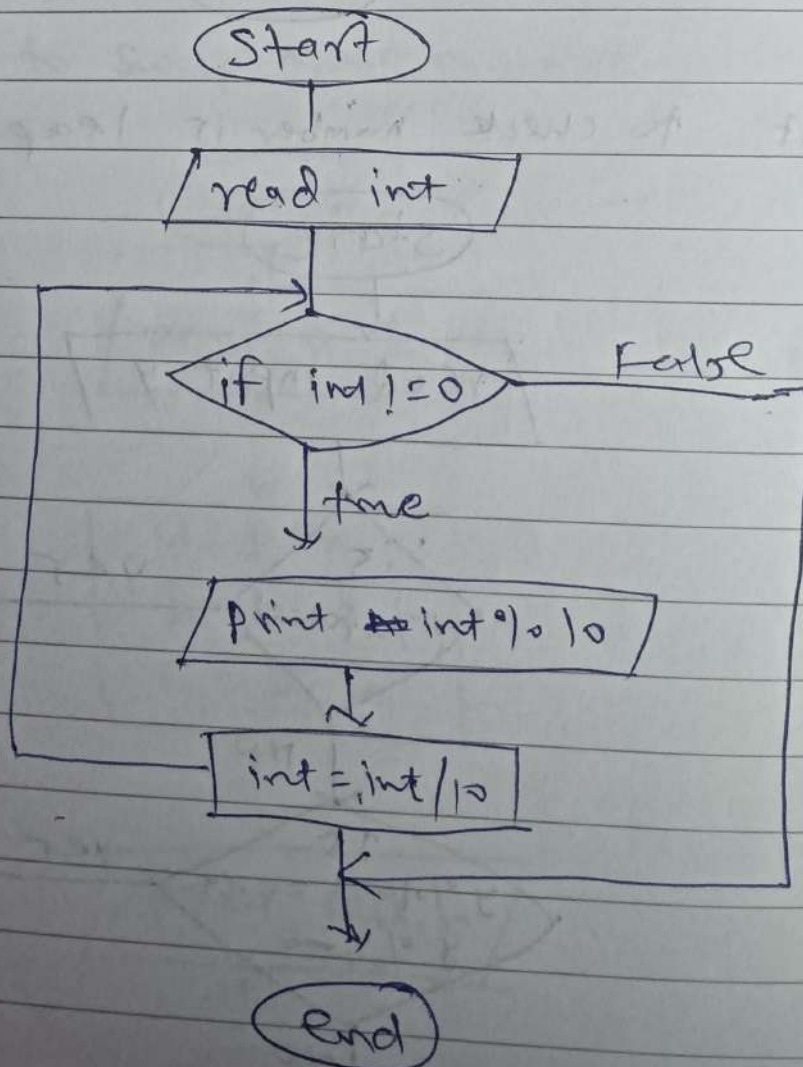 Start
read int
if int != 0
False
true
Print int % 10
int = int / 10
end